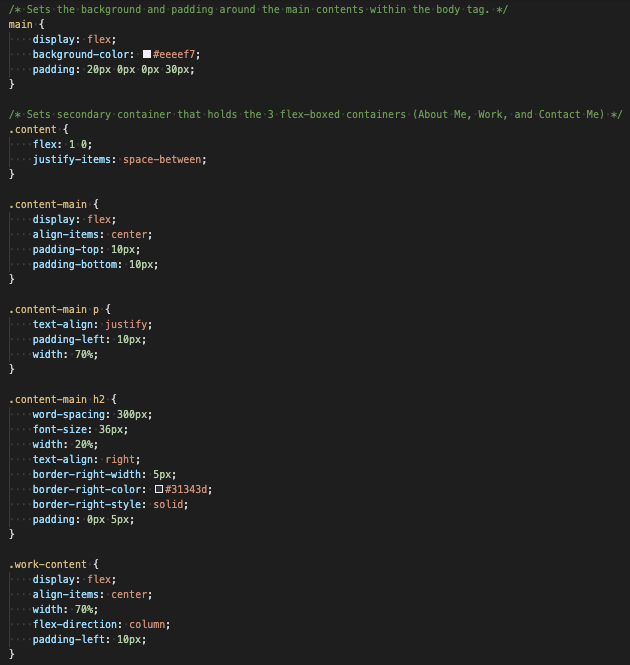 /* Sets the background and padding around the main contents within the body tag. */
main {
    display: flex;
    background-color: #eeeef7;
    padding: 20px 0px 0px 30px;
}

/* Sets secondary container that holds the 3 flex-boxed containers (About Me, Work, and Contact Me) */
.content {
    flex: 1 0;
    justify-items: space-between;
}

.content-main {
    display: flex;
    align-items: center;
    padding-top: 10px;
    padding-bottom: 10px;
}

.content-main p {
    text-align: justify;
    padding-left: 10px;
    width: 70%;
}

.content-main h2 {
    word-spacing: 300px;
    font-size: 36px;
    width: 20%;
    text-align: right;
    border-right-width: 5px;
    border-right-color: #31343d;
    border-right-style: solid;
    padding: 0px 5px;
}

.work-content {
    display: flex;
    align-items: center;
    width: 70%;
    flex-direction: column;
    padding-left: 10px;
}